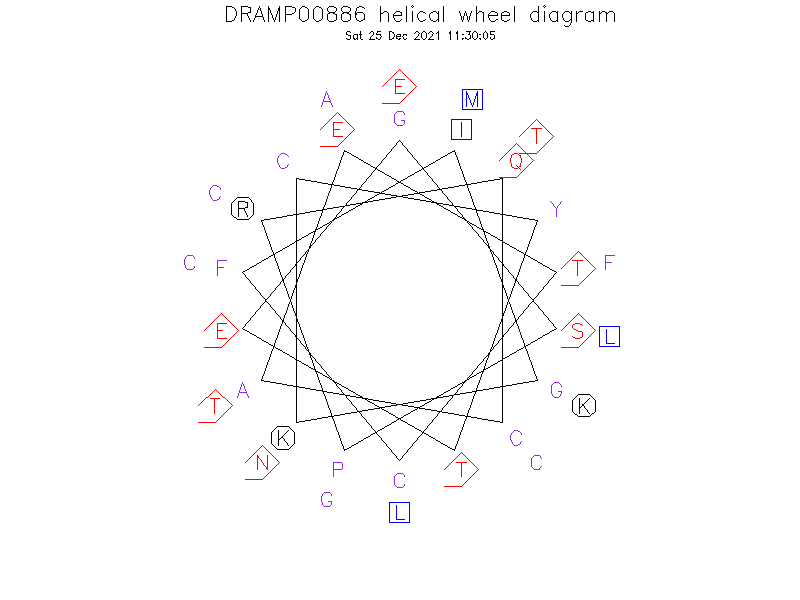 DRAMP00886 helical wheel diagram
Sat 25 Dec 2021 11:30:05
E
A M
E G I
T
C Q
C R Y
C F T F
E S L
T A G K
N K C
P T C
G C
L